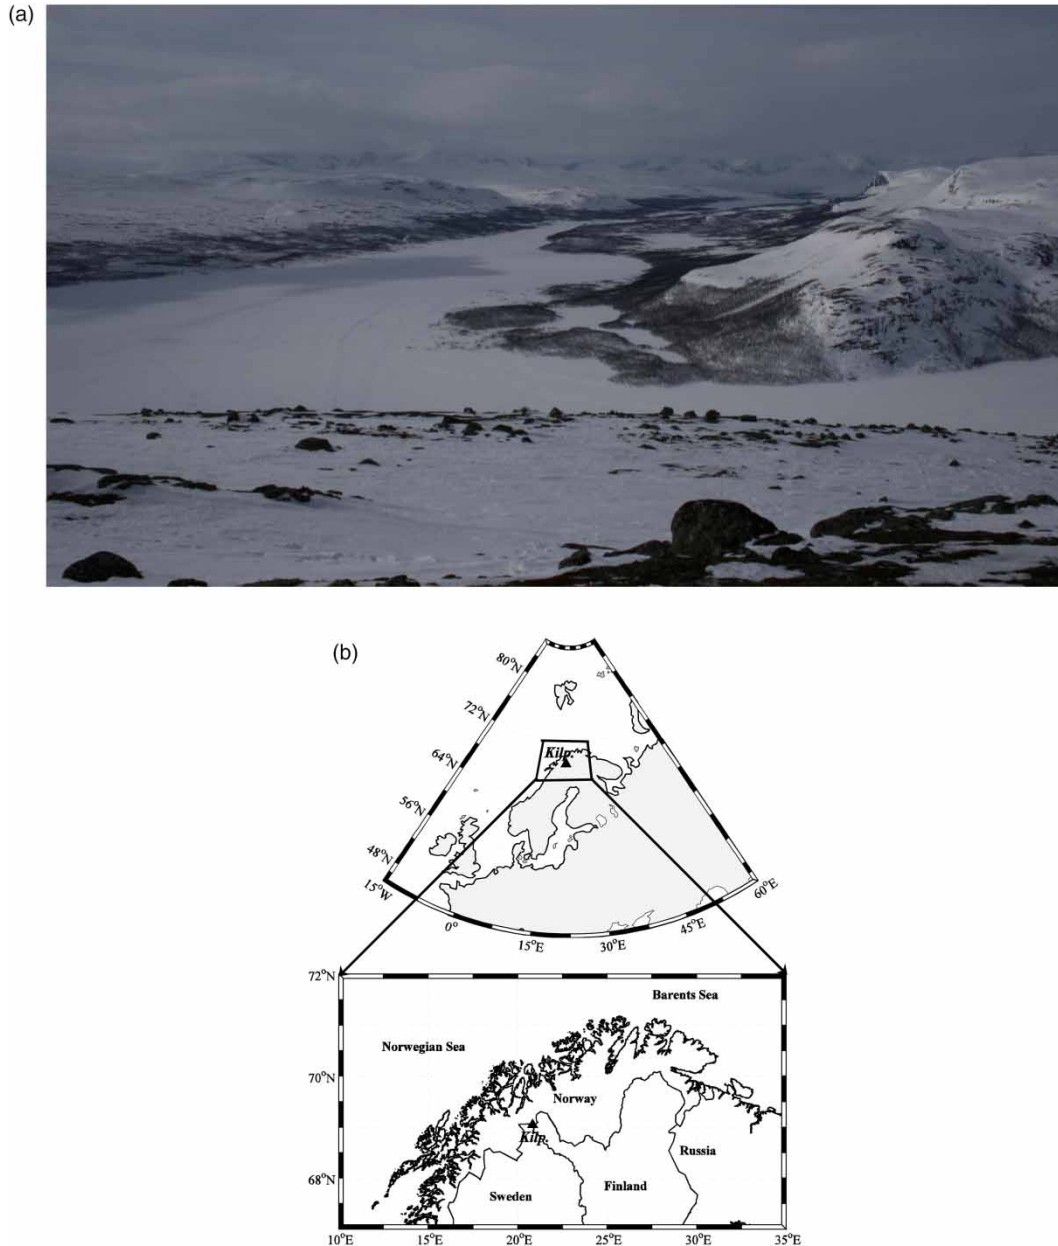 (a)
(b)
80°N
72°N
64°N
56°N
48°N
15°W
0°
15°E
30°E
45°E
60°E
Kilp.
72°N
70°N
68°N
Barents Sea
Norwegian Sea
Norway
Kilp.
Russia
Sweden
Finland
10°E
15°E
20°E
25°E
30°E
35°E